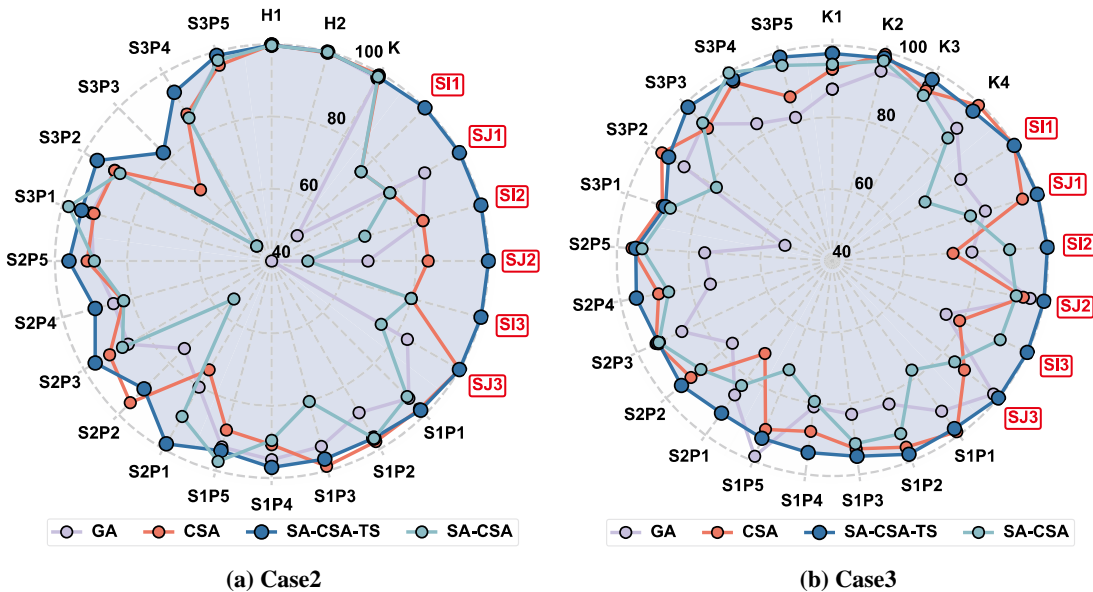 H1
H2
K
SI1
SJ1
SI2
SJ2
SI3
SJ3
S1P1
S1P2
S1P3
S1P4
S1P5
S2P1
S2P2
S2P3
S2P4
S2P5
S3P1
S3P2
S3P3
S3P4
S3P5
100
80
60
40
GA CSA SA-CSA-TS SA-CSA
(a) Case2
K1
K2
K3
K4
SI1
SJ1
SI2
SJ2
SI3
SJ3
S1P1
S1P2
S1P3
S1P4
S1P5
S2P1
S2P2
S2P3
S2P4
S2P5
S3P1
S3P2
S3P3
S3P4
S3P5
100
80
60
40
GA CSA SA-CSA-TS SA-CSA
(b) Case3